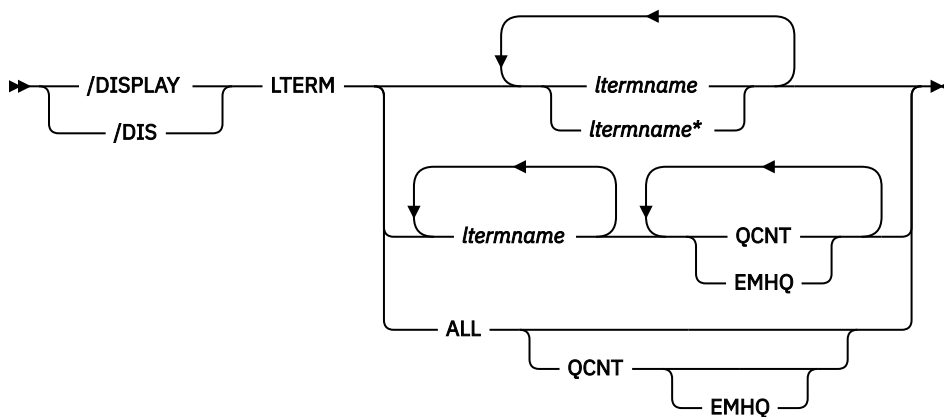 /DISPLAY LTERM ltermname
/DIS ltermname*
ltermname QCNT
EMHQ
ALL
QCNT
EMHQ